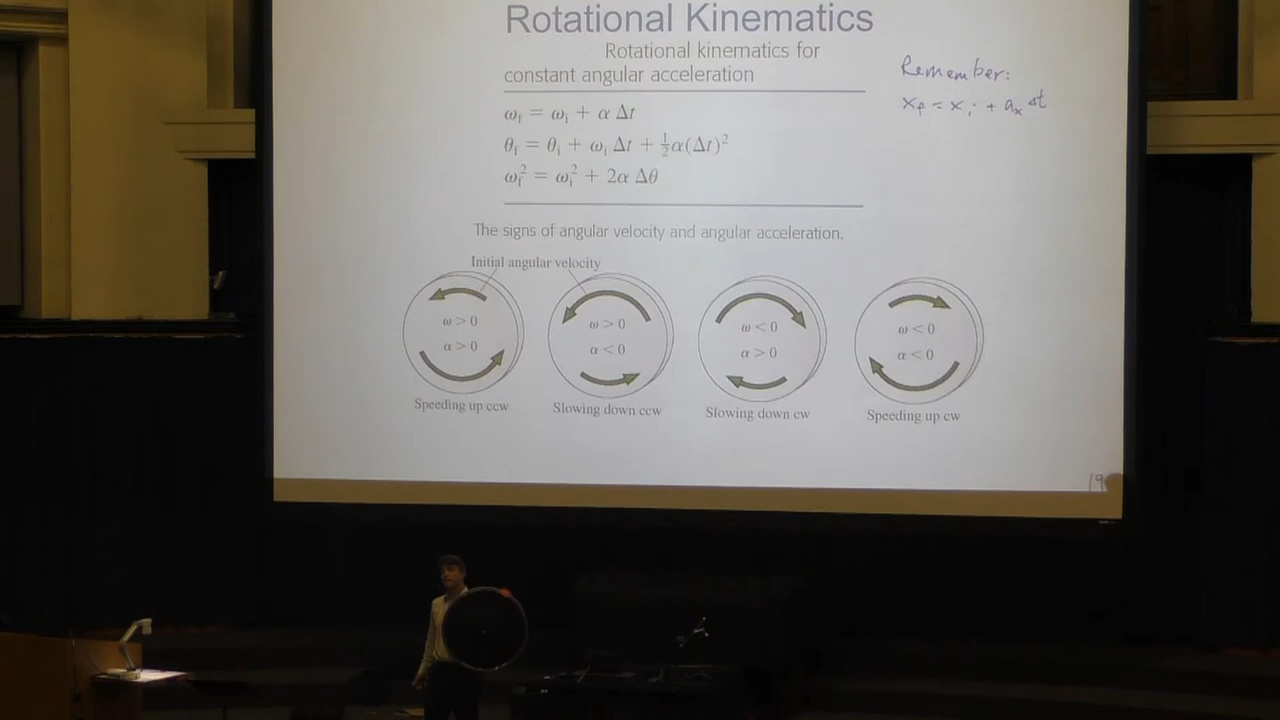 Rotational Kinematics
Rotational kinematics for
constant angular acceleration
ωf = ωi + α Δt
θf = θi + ωi Δt + ½α(Δt)²
ωf² = ωi² + 2α Δθ
Remember:
xf = xi + ax Δt
The signs of angular velocity and angular acceleration.
Initial angular velocity
ω > 0
α > 0
Speeding up ccw
ω > 0
α < 0
Slowing down ccw
ω < 0
α > 0
Slowing down cw
ω < 0
α < 0
Speeding up cw
19